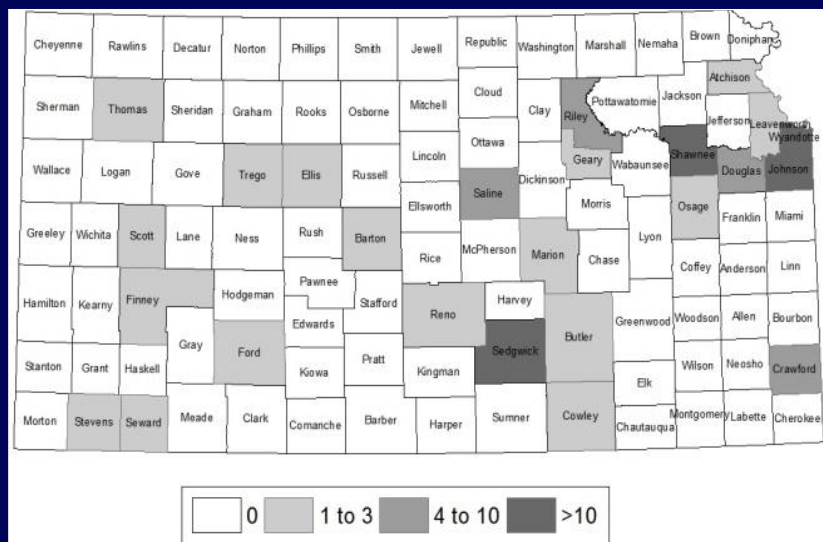 Cheyenne Rawlins Decatur Norton Phillips Smith Jewell Republic Washington Marshall Nemaha Brown Doniphan
Atchison
Sherman Thomas Sheridan Graham Rooks Osborne Mitchell Cloud Clay Riley Pottawatomie Jackson Jefferson Leavenworth
Wyandotte
Ottawa
Lincoln
Wallace Logan Gove Trego Ellis Russell Dickinson Geary Wabaunsee Shawnee Douglas Johnson
Saline
Ellsworth
Morris Osage
Greeley Wichita Scott Lane Ness Rush Barton Rice McPherson Marion Chase Lyon Franklin Miami
Coffey Anderson Linn
Hamilton Kearny Finney Hodgeman Pawnee Stafford Reno Harvey
Edwards
Gray Ford Sedgwick Butler Greenwood Woodson Allen Bourbon
Stanton Grant Haskell Kiowa Pratt Kingman Elk Wilson Neosho Crawford
Morton Stevens Seward Meade Clark Comanche Barber Harper Sumner Cowley Chautauqua Montgomery Labette Cherokee
0 1 to 3 4 to 10 >10